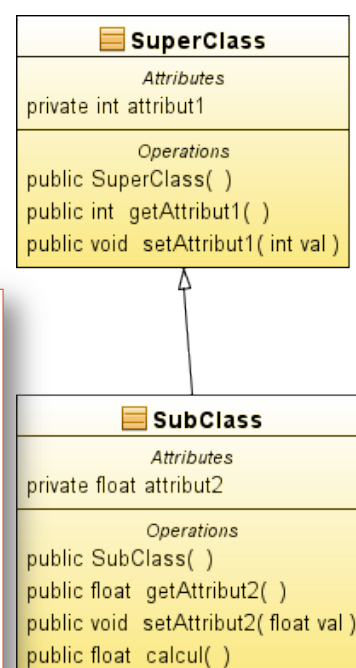 SuperClass
Attributes
private int attribut1
Operations
public SuperClass( )
public int getAttribut1( )
public void setAttribut1( int val )
SubClass
Attributes
private float attribut2
Operations
public SubClass( )
public float getAttribut2( )
public void setAttribut2( float val )
public float calcul( )